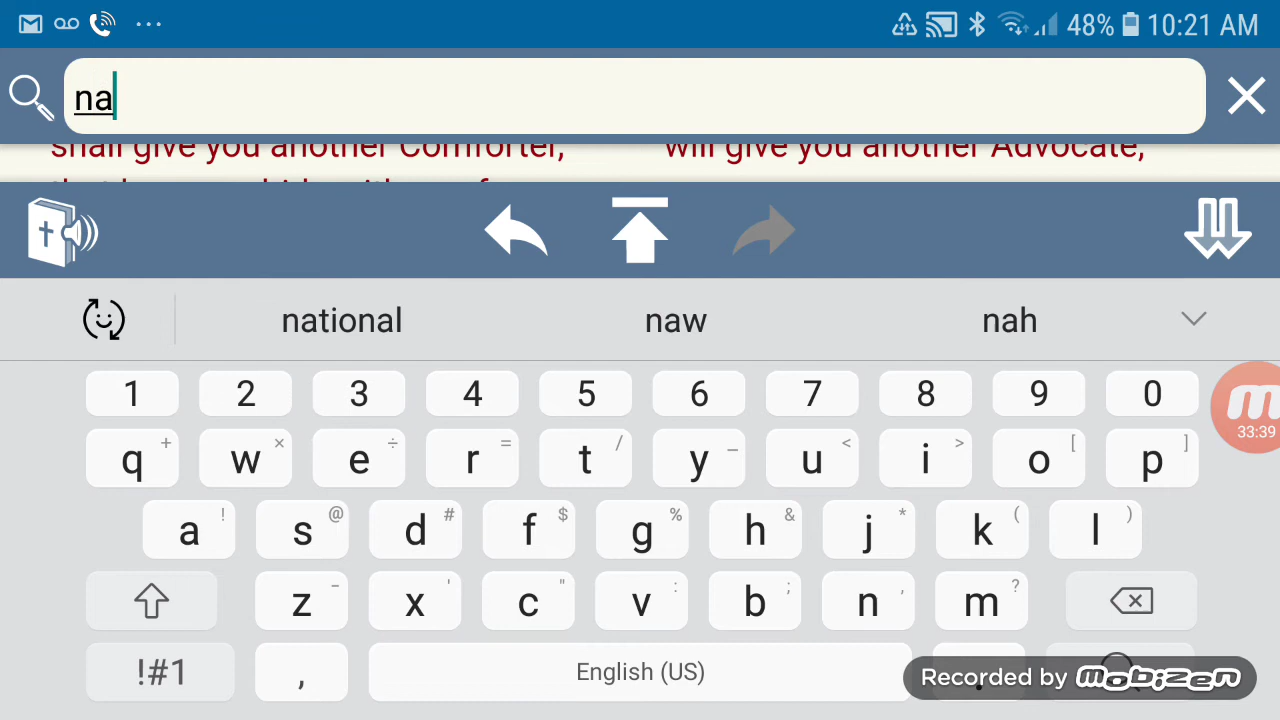 48% 10:21 AM
na
shall give you another Comforter, will give you another Advocate,
national naw nah
1 2 3 4 5 6 7 8 9 0
q + w × e ÷ r = t / y _ u < i > o [ p ]
33:39
a ! s @ d # f $ g % h & j * k ( l )
z - x ' c " v : b ; n , m ?
!#1 , English (US) .
Recorded by mobizen